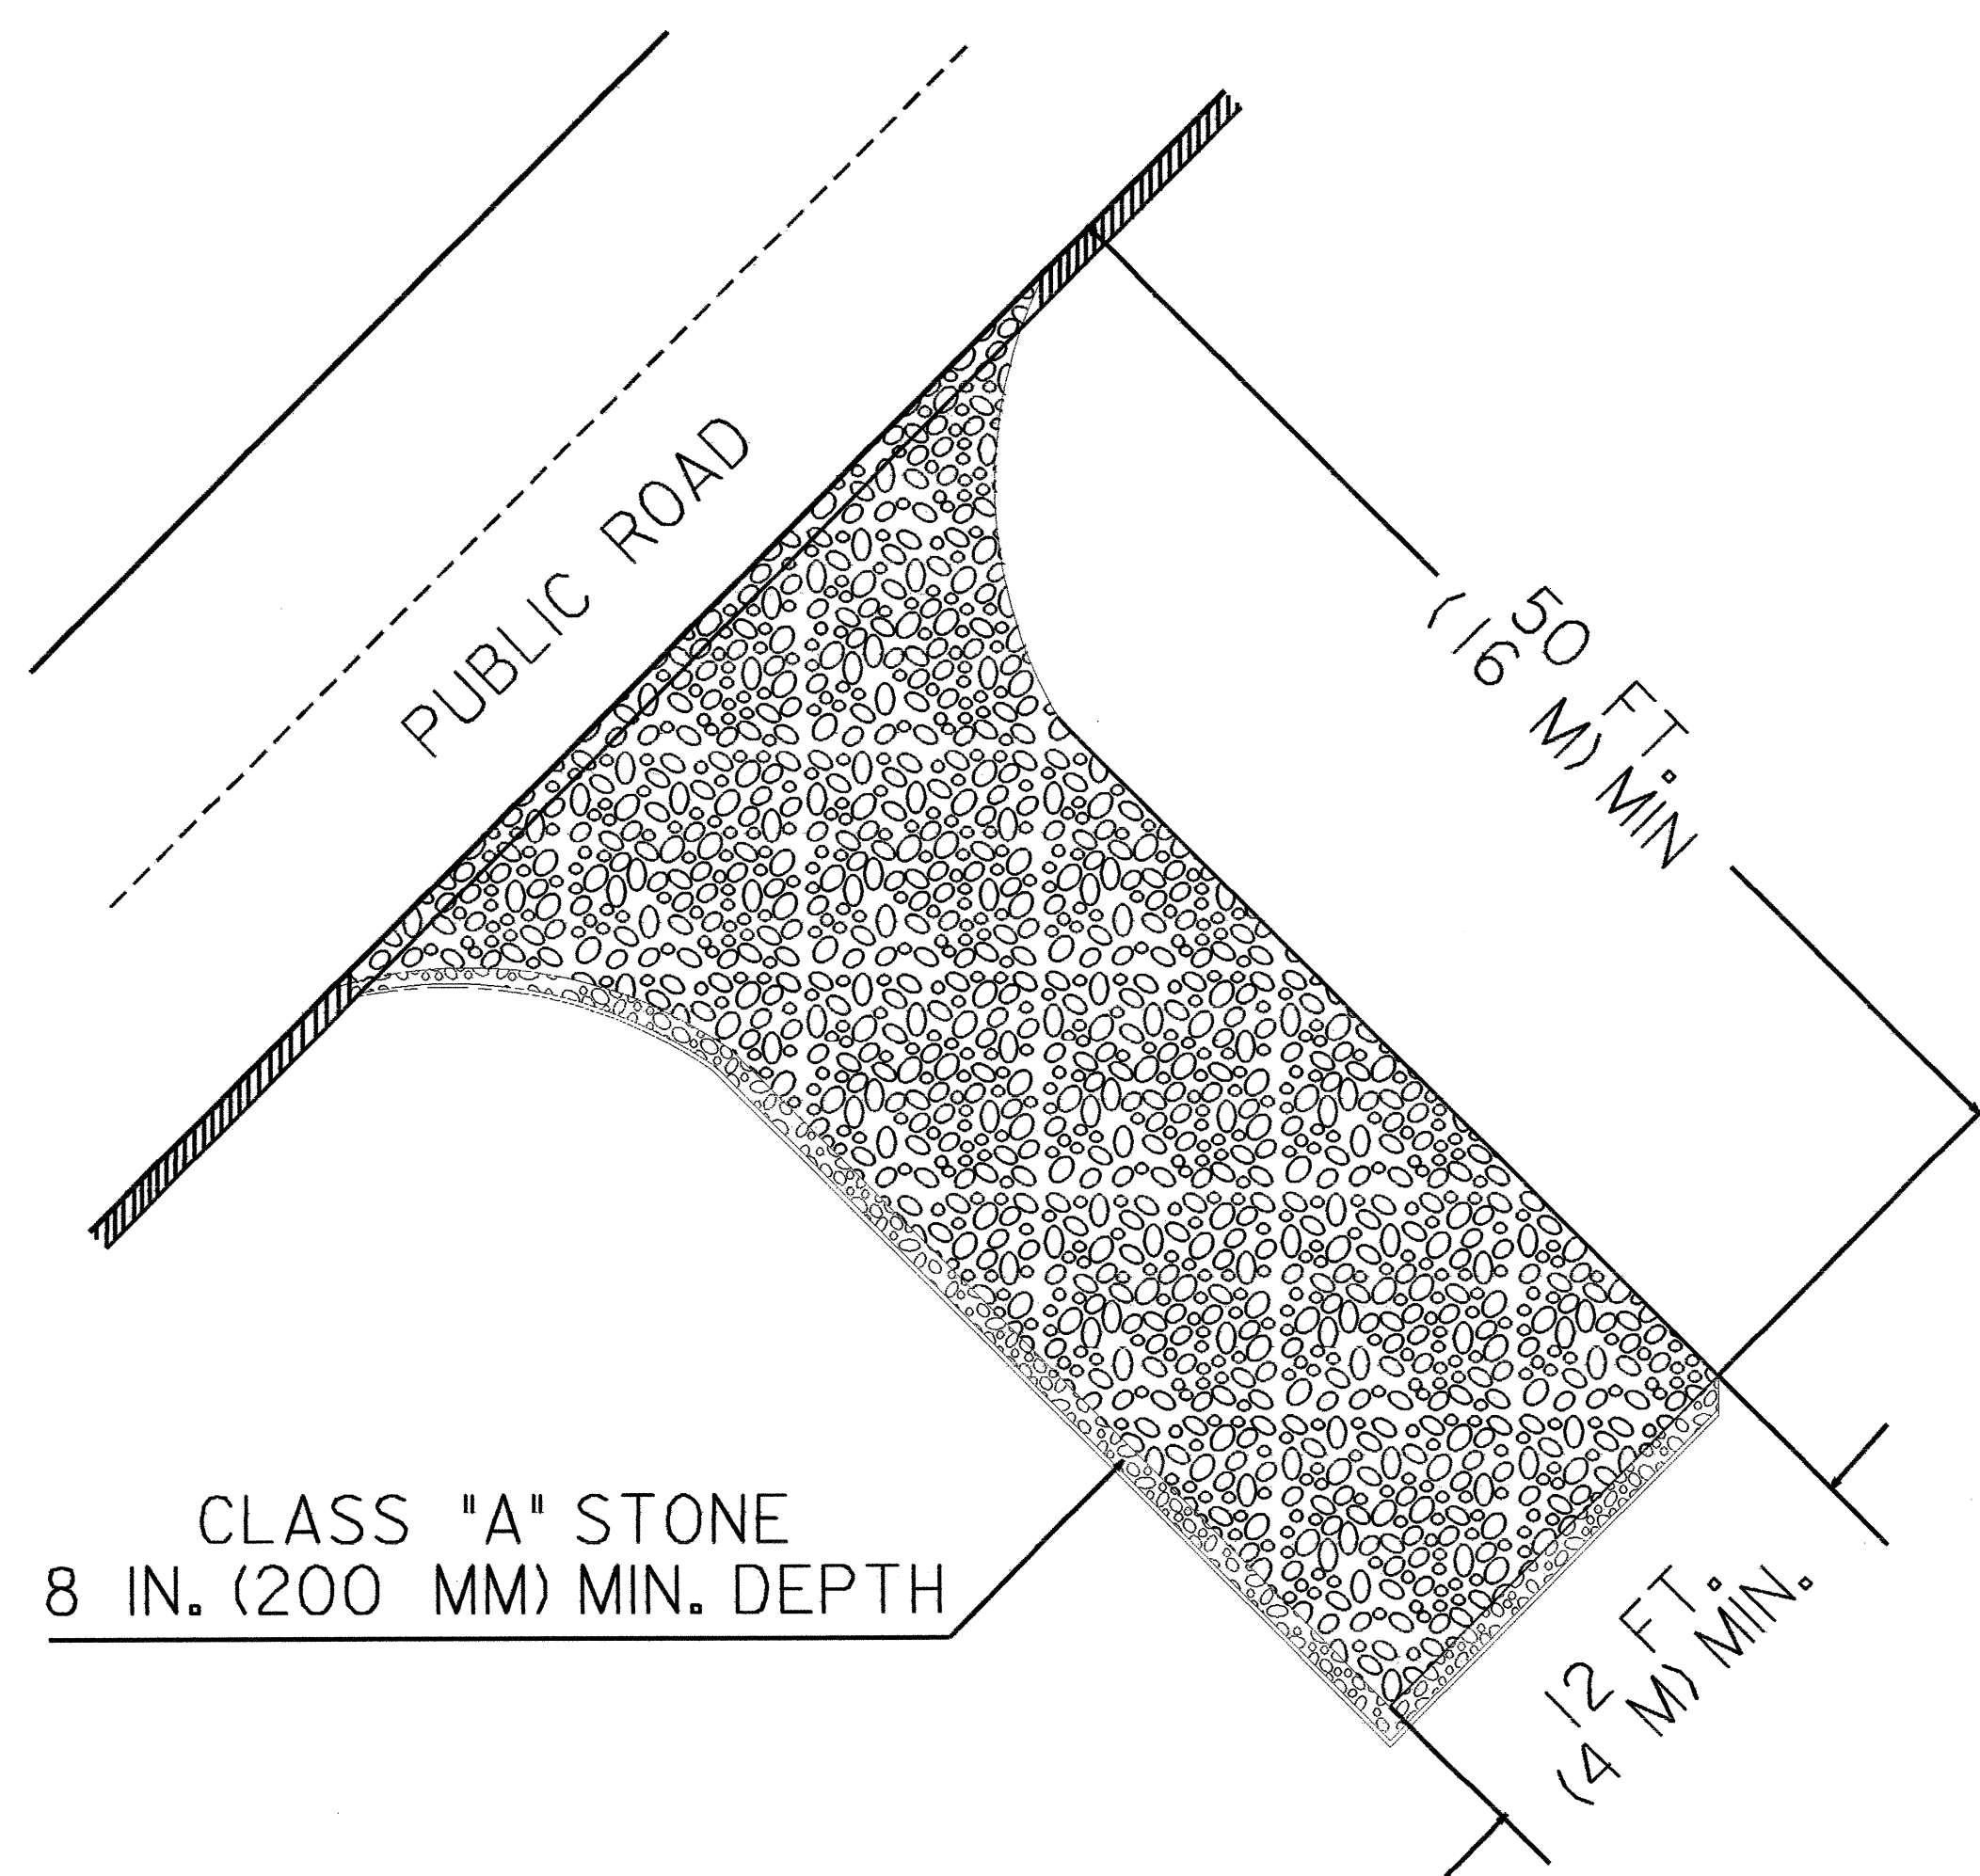 PUBLIC ROAD
50 FT.
(16 M) MIN
CLASS "A" STONE
8 IN. (200 MM) MIN. DEPTH
12 FT.
(4 M) MIN.